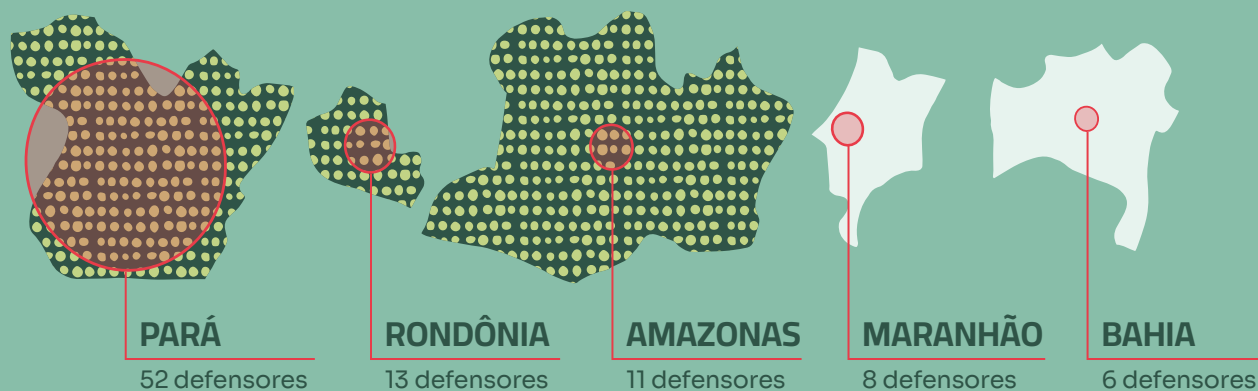 PARÁ
52 defensores
RONDÔNIA
13 defensores
AMAZONAS
11 defensores
MARANHÃO
8 defensores
BAHIA
6 defensores